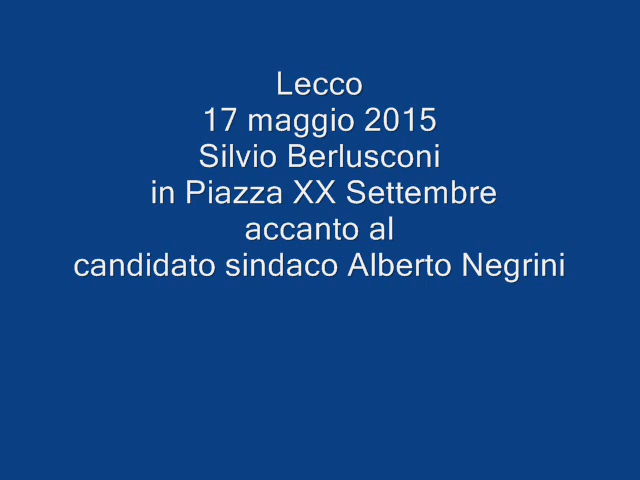 Lecco
17 maggio 2015
Silvio Berlusconi
in Piazza XX Settembre
accanto al
candidato sindaco Alberto Negrini